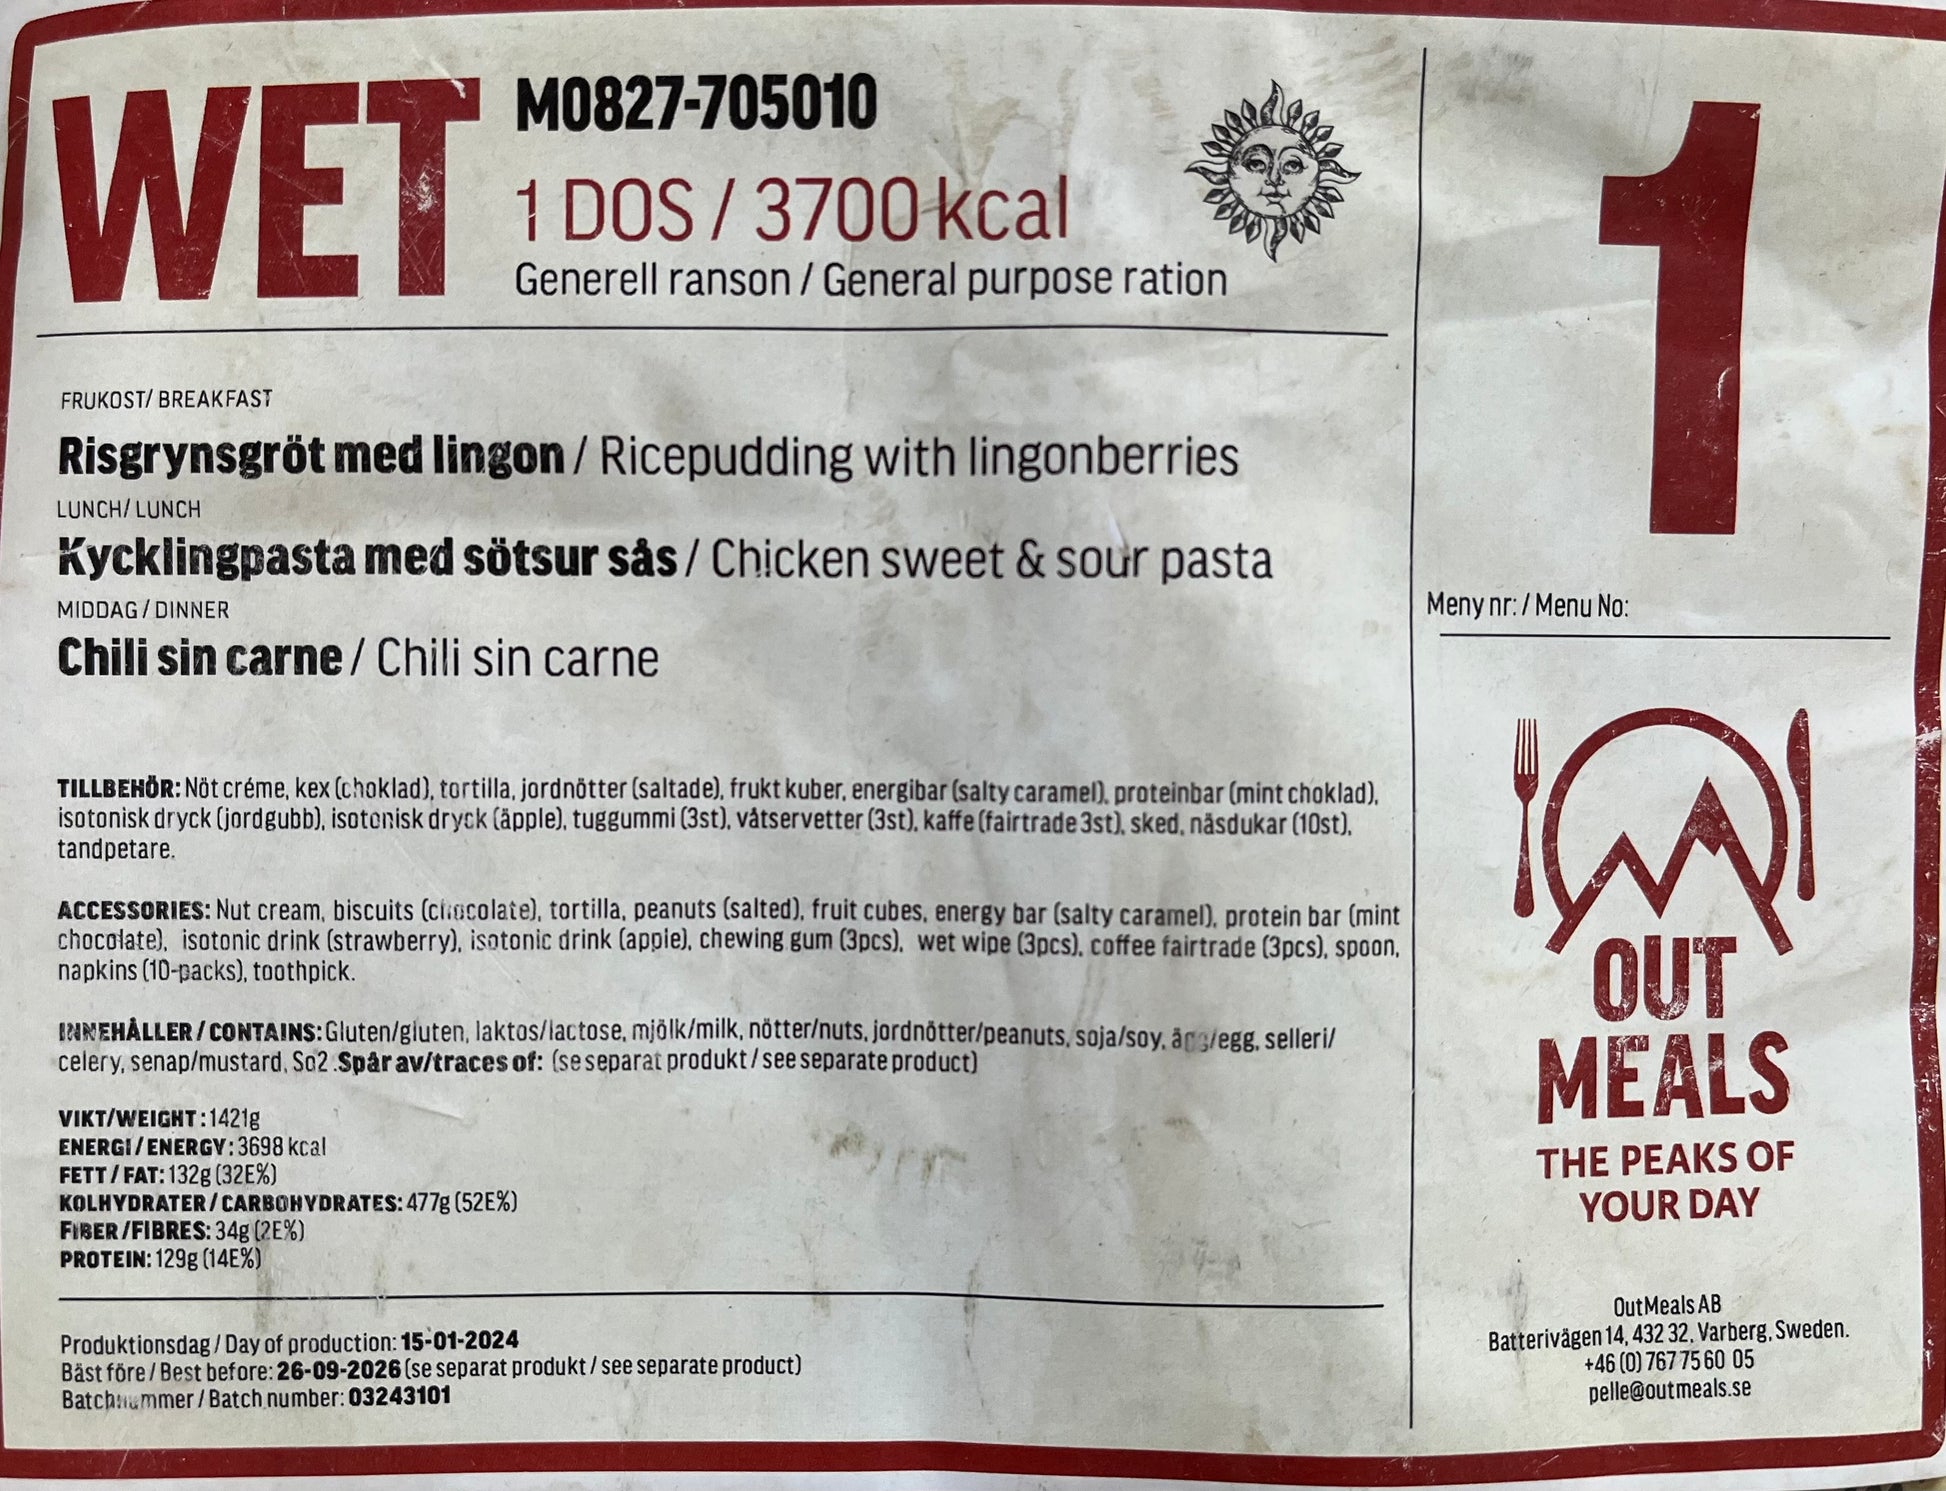 WET
M0827-705010
1 DOS / 3700 kcal
Generell ranson / General purpose ration
FRUKOST/ BREAKFAST
Risgrynsgröt med lingon / Ricepudding with lingonberries
LUNCH/ LUNCH
Kycklingpasta med sötsur sås / Chicken sweet & sour pasta
MIDDAG / DINNER
Chili sin carne / Chili sin carne
TILLBEHÖR: Nöt créme, kex (choklad), tortilla, jordnötter (saltade), frukt kuber, energibar (salty caramel), proteinbar (mint choklad),
isotonisk dryck (jordgubb), isotonisk dryck (äpple), tuggummi (3st), våtservetter (3st), kaffe (fairtrade 3st), sked, näsdukar (10st),
tandpetare.
ACCESSORIES: Nut cream, biscuits (chocolate), tortilla, peanuts (salted), fruit cubes, energy bar (salty caramel), protein bar (mint
chocolate), isotonic drink (strawberry), isotonic drink (apple), chewing gum (3pcs), wet wipe (3pcs), coffee fairtrade (3pcs), spoon,
napkins (10-packs), toothpick.
INNEHÅLLER / CONTAINS: Gluten/gluten, laktos/lactose, mjölk/milk, nötter/nuts, jordnötter/peanuts, soja/soy, ägg/egg, selleri/
celery, senap/mustard, So2 .Spår av/traces of: (se separat produkt / see separate product)
VIKT/WEIGHT : 1421g
ENERGI / ENERGY: 3698 kcal
FETT / FAT: 132g (32E%)
KOLHYDRATER / CARBOHYDRATES: 477g (52E%)
FIBER /FIBRES: 34g (2E%)
PROTEIN: 129g (14E%)
Produktionsdag / Day of production: 15-01-2024
Bäst före / Best before: 26-09-2026 (se separat produkt / see separate product)
Batchnummer / Batch number: 03243101
1
Meny nr: / Menu No:
OUT
MEALS
THE PEAKS OF
YOUR DAY
OutMeals AB
Batterivägen 14, 432 32, Varberg, Sweden.
+46 (0) 767 75 60 05
pelle@outmeals.se